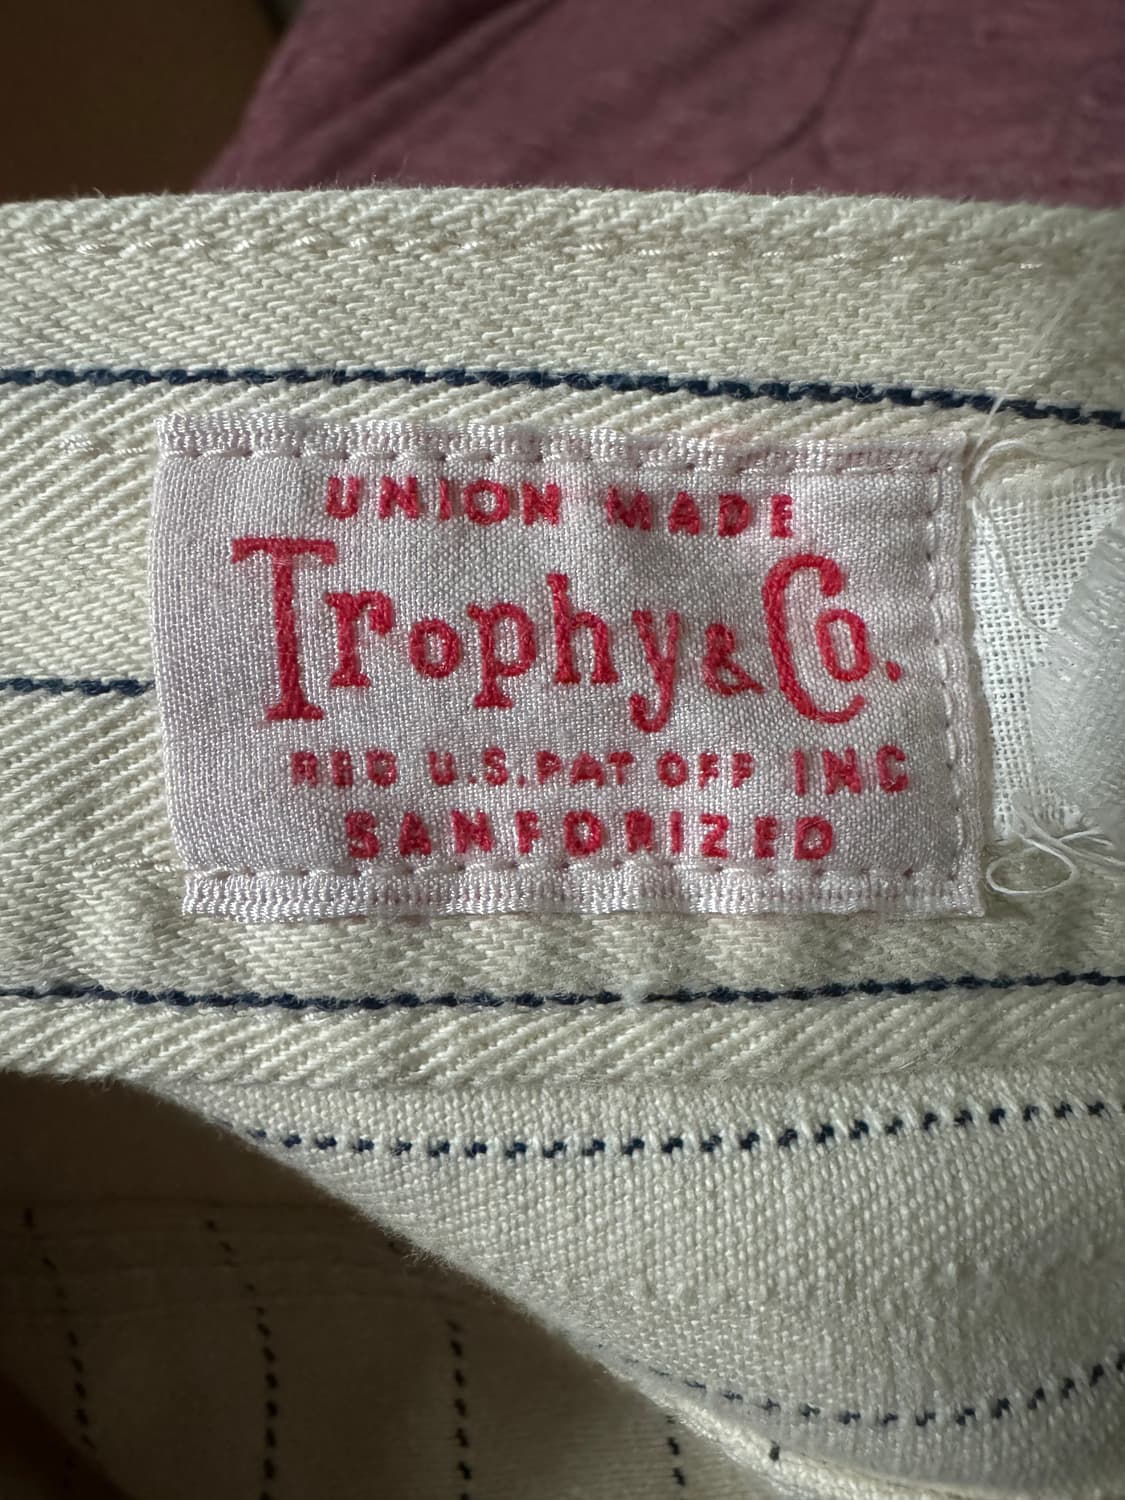 UNION MADE
Trophy & Co.
REG U.S.PAT OFF INC
SANFORIZED